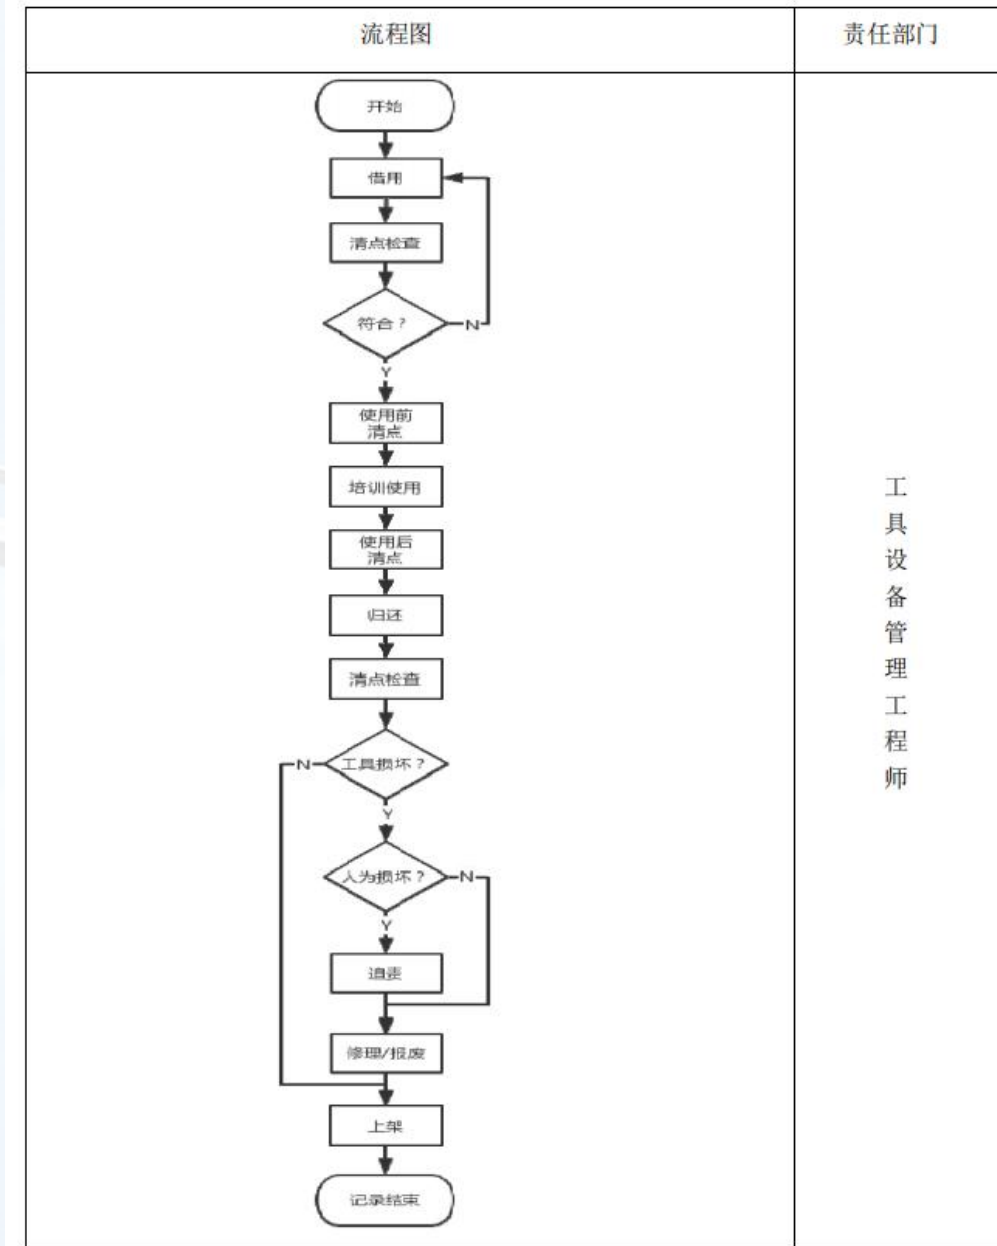 流程图
责任部门
开始
借用
清点检查
符合？
N
Y
使用前
清点
培训使用
使用后
清点
归还
清点检查
N
工具损坏？
Y
人为损坏？
N
Y
追责
修理/报废
上架
记录结束
工
具
设
备
管
理
工
程
师